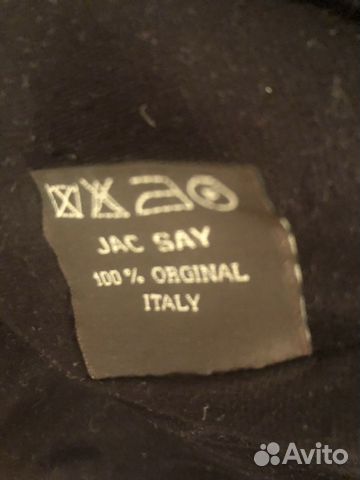 JAC SAY
100% ORGINAL
ITALY
Avito